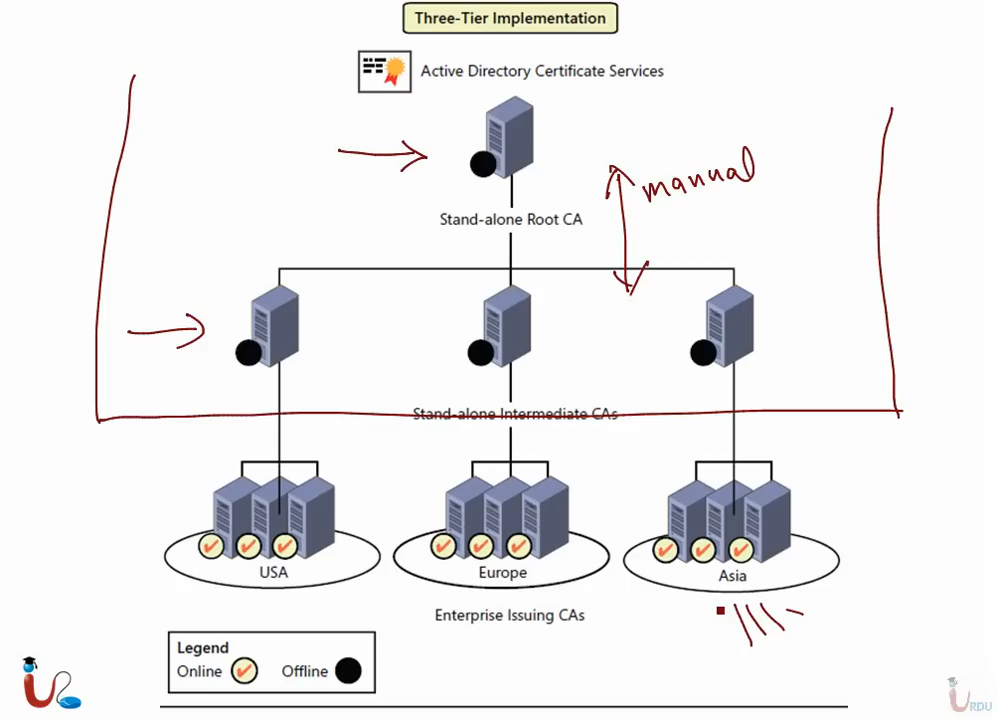 Three-Tier Implementation
Active Directory Certificate Services
manual
Stand-alone Root CA
Stand-alone Intermediate CAs
USA
Europe
Asia
Enterprise Issuing CAs
Legend
Online
Offline
URDU